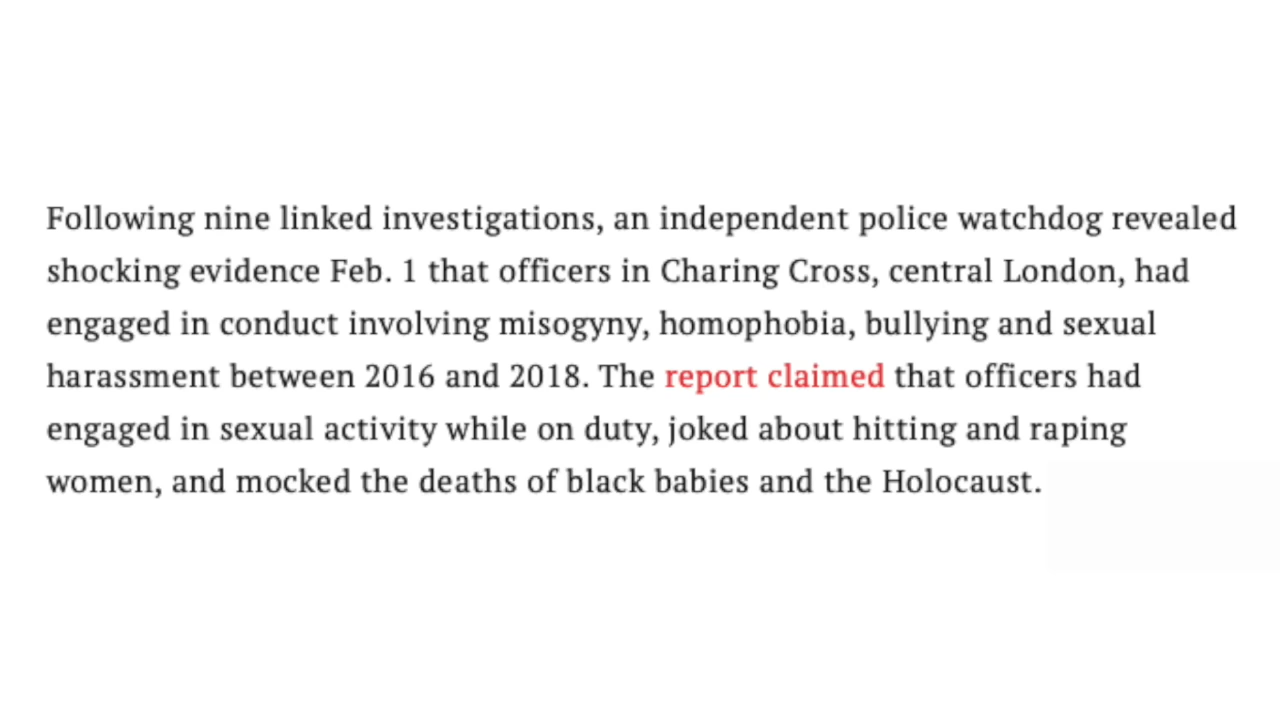 Following nine linked investigations, an independent police watchdog revealed
shocking evidence Feb. 1 that officers in Charing Cross, central London, had
engaged in conduct involving misogyny, homophobia, bullying and sexual
harassment between 2016 and 2018. The report claimed that officers had
engaged in sexual activity while on duty, joked about hitting and raping
women, and mocked the deaths of black babies and the Holocaust.